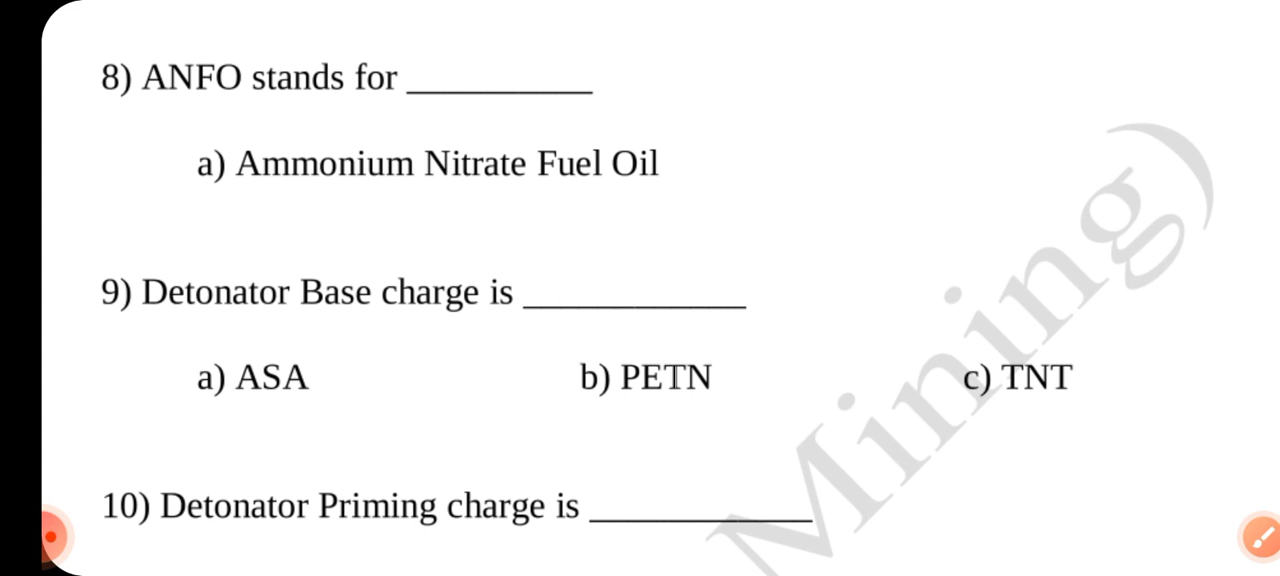 8) ANFO stands for __________
a) Ammonium Nitrate Fuel Oil
9) Detonator Base charge is ____________
a) ASA b) PETN c) TNT
10) Detonator Priming charge is ____________
Mining)